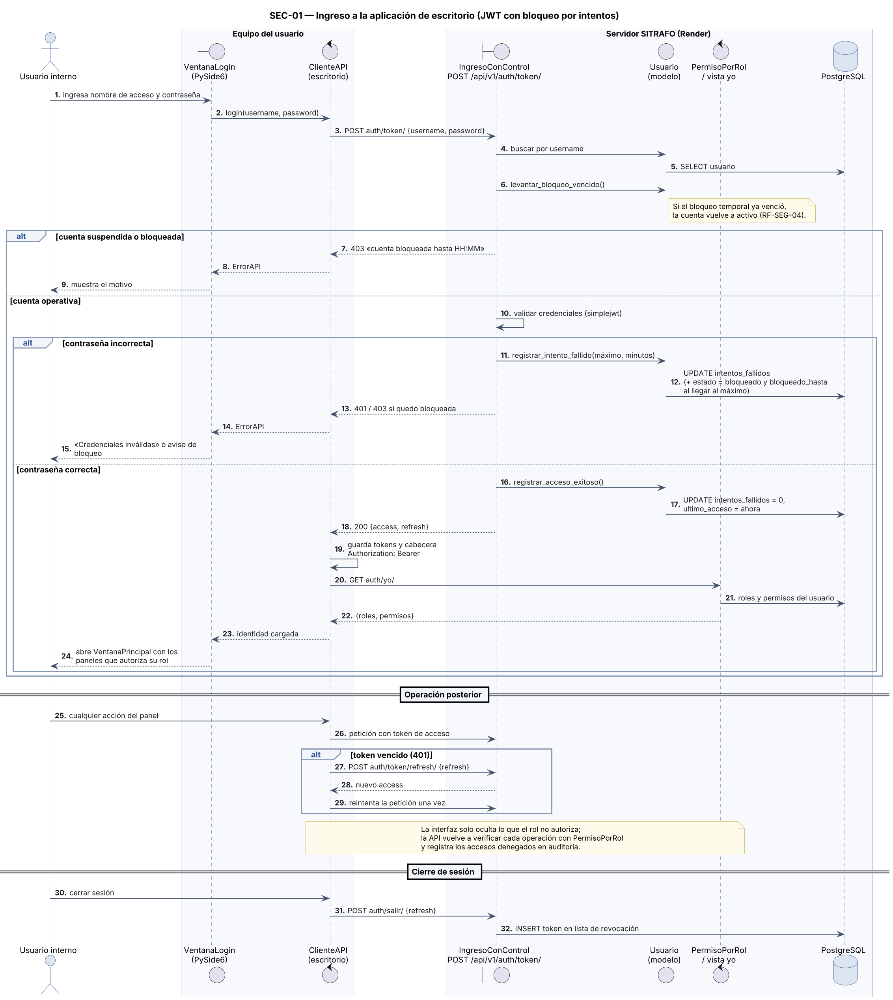 SEC-01 — Ingreso a la aplicación de escritorio (JWT con bloqueo por intentos)
Equipo del usuario
Servidor SITRAFO (Render)
Usuario interno
VentanaLogin
(PySide6)
ClienteAPI
(escritorio)
IngresoConControl
POST /api/v1/auth/token/
Usuario
(modelo)
PermisoPorRol
/ vista yo
PostgreSQL
1. ingresa nombre de acceso y contraseña
2. login(username, password)
3. POST auth/token/ {username, password}
4. buscar por username
5. SELECT usuario
6. levantar_bloqueo_vencido()
Si el bloqueo temporal ya venció,
la cuenta vuelve a activo (RF-SEG-04).
alt [cuenta suspendida o bloqueada]
7. 403 «cuenta bloqueada hasta HH:MM»
8. ErrorAPI
9. muestra el motivo
[cuenta operativa]
10. validar credenciales (simplejwt)
alt [contraseña incorrecta]
11. registrar_intento_fallido(máximo, minutos)
UPDATE intentos_fallidos
12. (+ estado = bloqueado y bloqueado_hasta
al llegar al máximo)
13. 401 / 403 si quedó bloqueada
14. ErrorAPI
15. «Credenciales inválidas» o aviso de
bloqueo
[contraseña correcta]
16. registrar_acceso_exitoso()
17. UPDATE intentos_fallidos = 0,
ultimo_acceso = ahora
18. 200 {access, refresh}
19. guarda tokens y cabecera
Authorization: Bearer
20. GET auth/yo/
21. roles y permisos del usuario
22. {roles, permisos}
23. identidad cargada
24. abre VentanaPrincipal con los
paneles que autoriza su rol
Operación posterior
25. cualquier acción del panel
26. petición con token de acceso
alt [token vencido (401)]
27. POST auth/token/refresh/ {refresh}
28. nuevo access
29. reintenta la petición una vez
La interfaz solo oculta lo que el rol no autoriza;
la API vuelve a verificar cada operación con PermisoPorRol
y registra los accesos denegados en auditoria.
Cierre de sesión
30. cerrar sesión
31. POST auth/salir/ {refresh}
32. INSERT token en lista de revocación
Usuario interno
VentanaLogin
(PySide6)
ClienteAPI
(escritorio)
IngresoConControl
POST /api/v1/auth/token/
Usuario
(modelo)
PermisoPorRol
/ vista yo
PostgreSQL